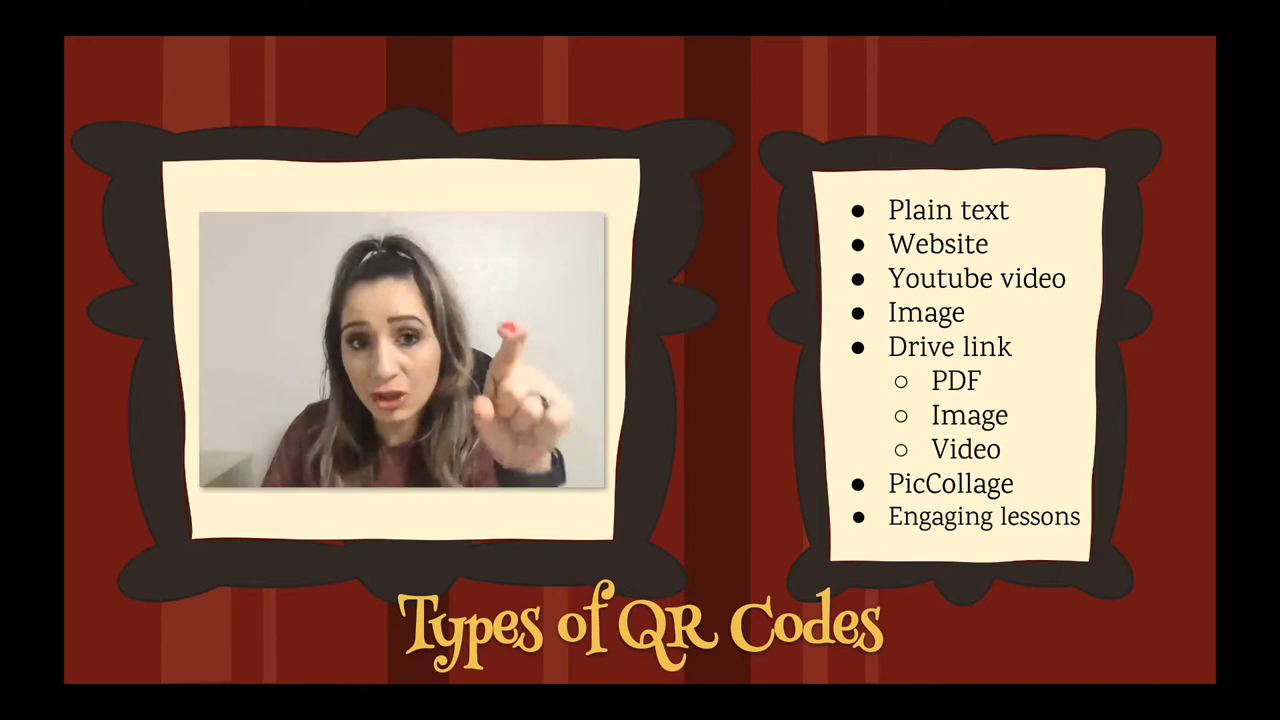 Plain text
Website
Youtube video
Image
Drive link
PDF
Image
Video
PicCollage
Engaging lessons
Types of QR Codes